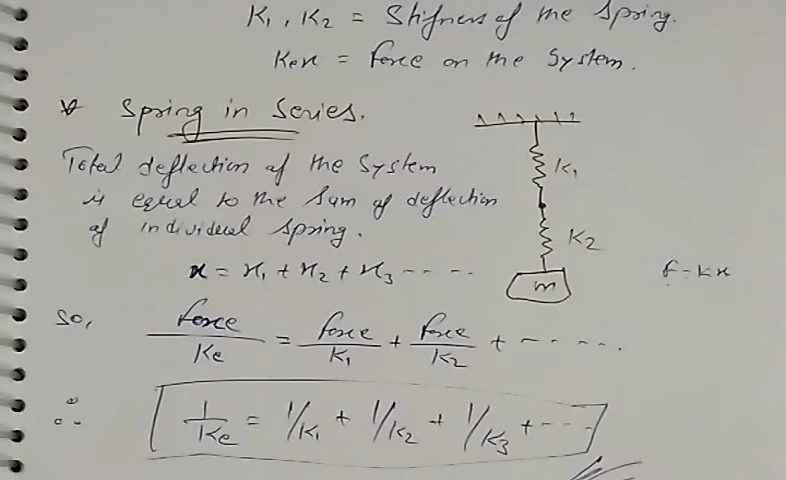 K₁, K₂ = Stifness of the Spring.
Kex = force on the System.
Spring in Series.
Total deflection of the System
is equal to the Sum of deflection
of individual Spring.
K₁
K₂
m
x = x₁ + x₂ + x₃ - - - - -
f = Kx
So, force/Ke = force/K₁ + force/K₂ + - - - - - .
∴ 1/Ke = 1/K₁ + 1/K₂ + 1/K₃ + - - -